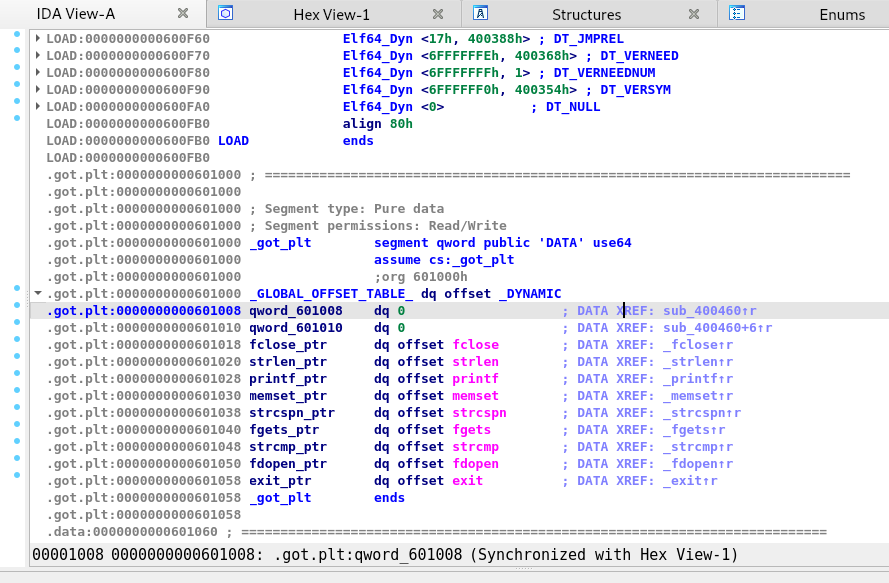 IDA View-A Hex View-1 Structures Enums
LOAD:0000000000600F60 Elf64_Dyn <17h, 400388h> ; DT_JMPREL
LOAD:0000000000600F70 Elf64_Dyn <6FFFFFFEh, 400368h> ; DT_VERNEED
LOAD:0000000000600F80 Elf64_Dyn <6FFFFFFFh, 1> ; DT_VERNEEDNUM
LOAD:0000000000600F90 Elf64_Dyn <6FFFFFF0h, 400354h> ; DT_VERSYM
LOAD:0000000000600FA0 Elf64_Dyn <0> ; DT_NULL
LOAD:0000000000600FB0 align 80h
LOAD:0000000000600FB0 LOAD ends
LOAD:0000000000600FB0
.got.plt:0000000000601000 ; ===========================================================================
.got.plt:0000000000601000
.got.plt:0000000000601000 ; Segment type: Pure data
.got.plt:0000000000601000 ; Segment permissions: Read/Write
.got.plt:0000000000601000 _got_plt segment qword public 'DATA' use64
.got.plt:0000000000601000 assume cs:_got_plt
.got.plt:0000000000601000 ;org 601000h
.got.plt:0000000000601000 _GLOBAL_OFFSET_TABLE_ dq offset _DYNAMIC
.got.plt:0000000000601008 qword_601008 dq 0 ; DATA XREF: sub_400460↑r
.got.plt:0000000000601010 qword_601010 dq 0 ; DATA XREF: sub_400460+6↑r
.got.plt:0000000000601018 fclose_ptr dq offset fclose ; DATA XREF: _fclose↑r
.got.plt:0000000000601020 strlen_ptr dq offset strlen ; DATA XREF: _strlen↑r
.got.plt:0000000000601028 printf_ptr dq offset printf ; DATA XREF: _printf↑r
.got.plt:0000000000601030 memset_ptr dq offset memset ; DATA XREF: _memset↑r
.got.plt:0000000000601038 strcspn_ptr dq offset strcspn ; DATA XREF: _strcspn↑r
.got.plt:0000000000601040 fgets_ptr dq offset fgets ; DATA XREF: _fgets↑r
.got.plt:0000000000601048 strcmp_ptr dq offset strcmp ; DATA XREF: _strcmp↑r
.got.plt:0000000000601050 fdopen_ptr dq offset fdopen ; DATA XREF: _fdopen↑r
.got.plt:0000000000601058 exit_ptr dq offset exit ; DATA XREF: _exit↑r
.got.plt:0000000000601058 _got_plt ends
.got.plt:0000000000601058
.data:0000000000601060 ; ===========================================================================
00001008 0000000000601008: .got.plt:qword_601008 (Synchronized with Hex View-1)